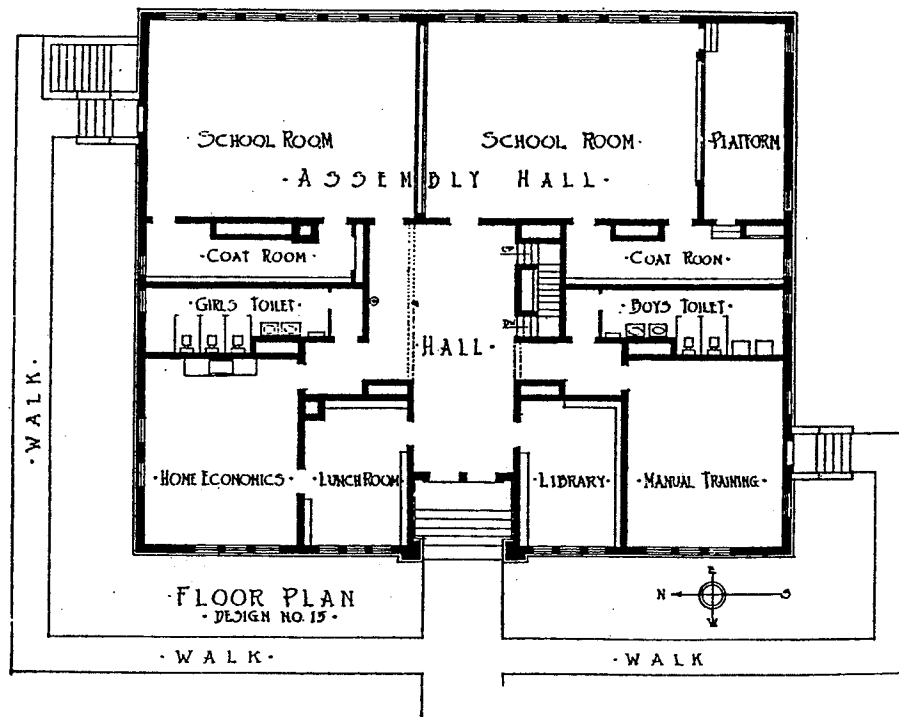 SCHOOL ROOM
SCHOOL ROOM
PLATFORM
ASSEMBLY HALL
COAT ROOM
COAT ROOM
GIRLS TOILET
BOYS TOILET
HALL
WALK
HOME ECONOMICS
LUNCH ROOM
LIBRARY
MANUAL TRAINING
FLOOR PLAN
DESIGN NO. 15
N
E
S
W
WALK
WALK